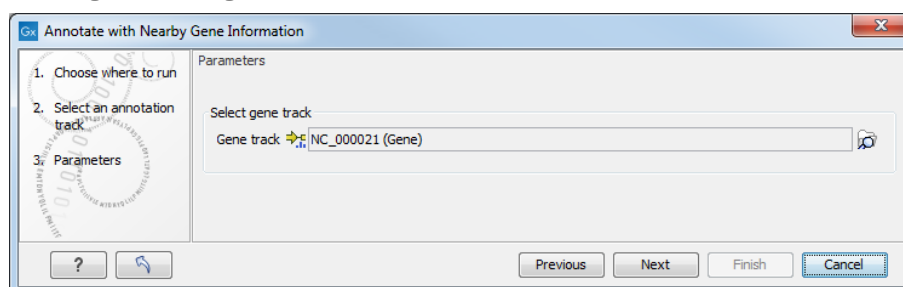 Gx Annotate with Nearby Gene Information
1. Choose where to run
2. Select an annotation
track
3. Parameters
Parameters
Select gene track
Gene track NC_000021 (Gene)
? Previous Next Finish Cancel